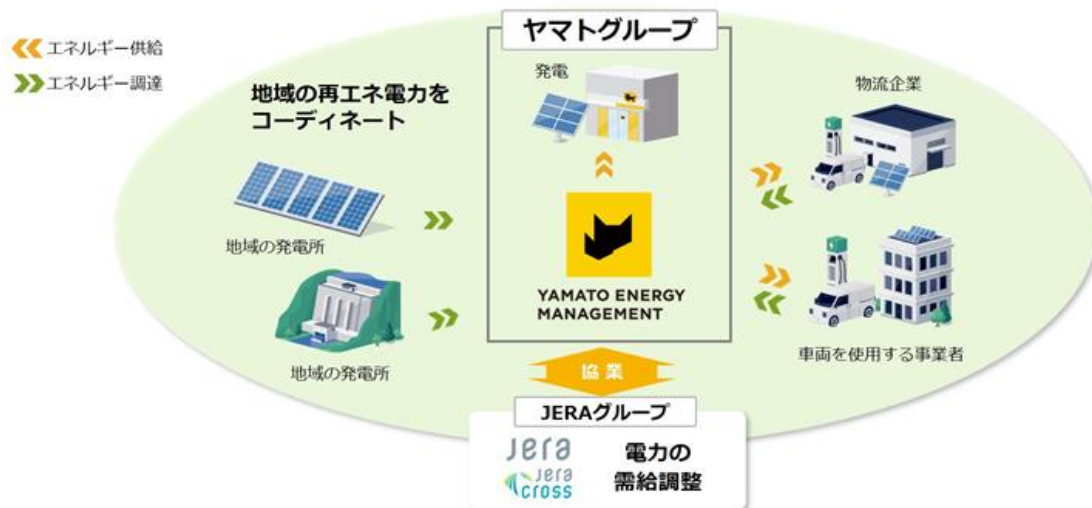 エネルギー供給
エネルギー調達
ヤマトグループ
発電
地域の再エネ電力を
コーディネート
物流企業
地域の発電所
地域の発電所
YAMATO ENERGY
MANAGEMENT
車両を使用する事業者
協業
JERAグループ
jera
jera
cross
電力の
需給調整